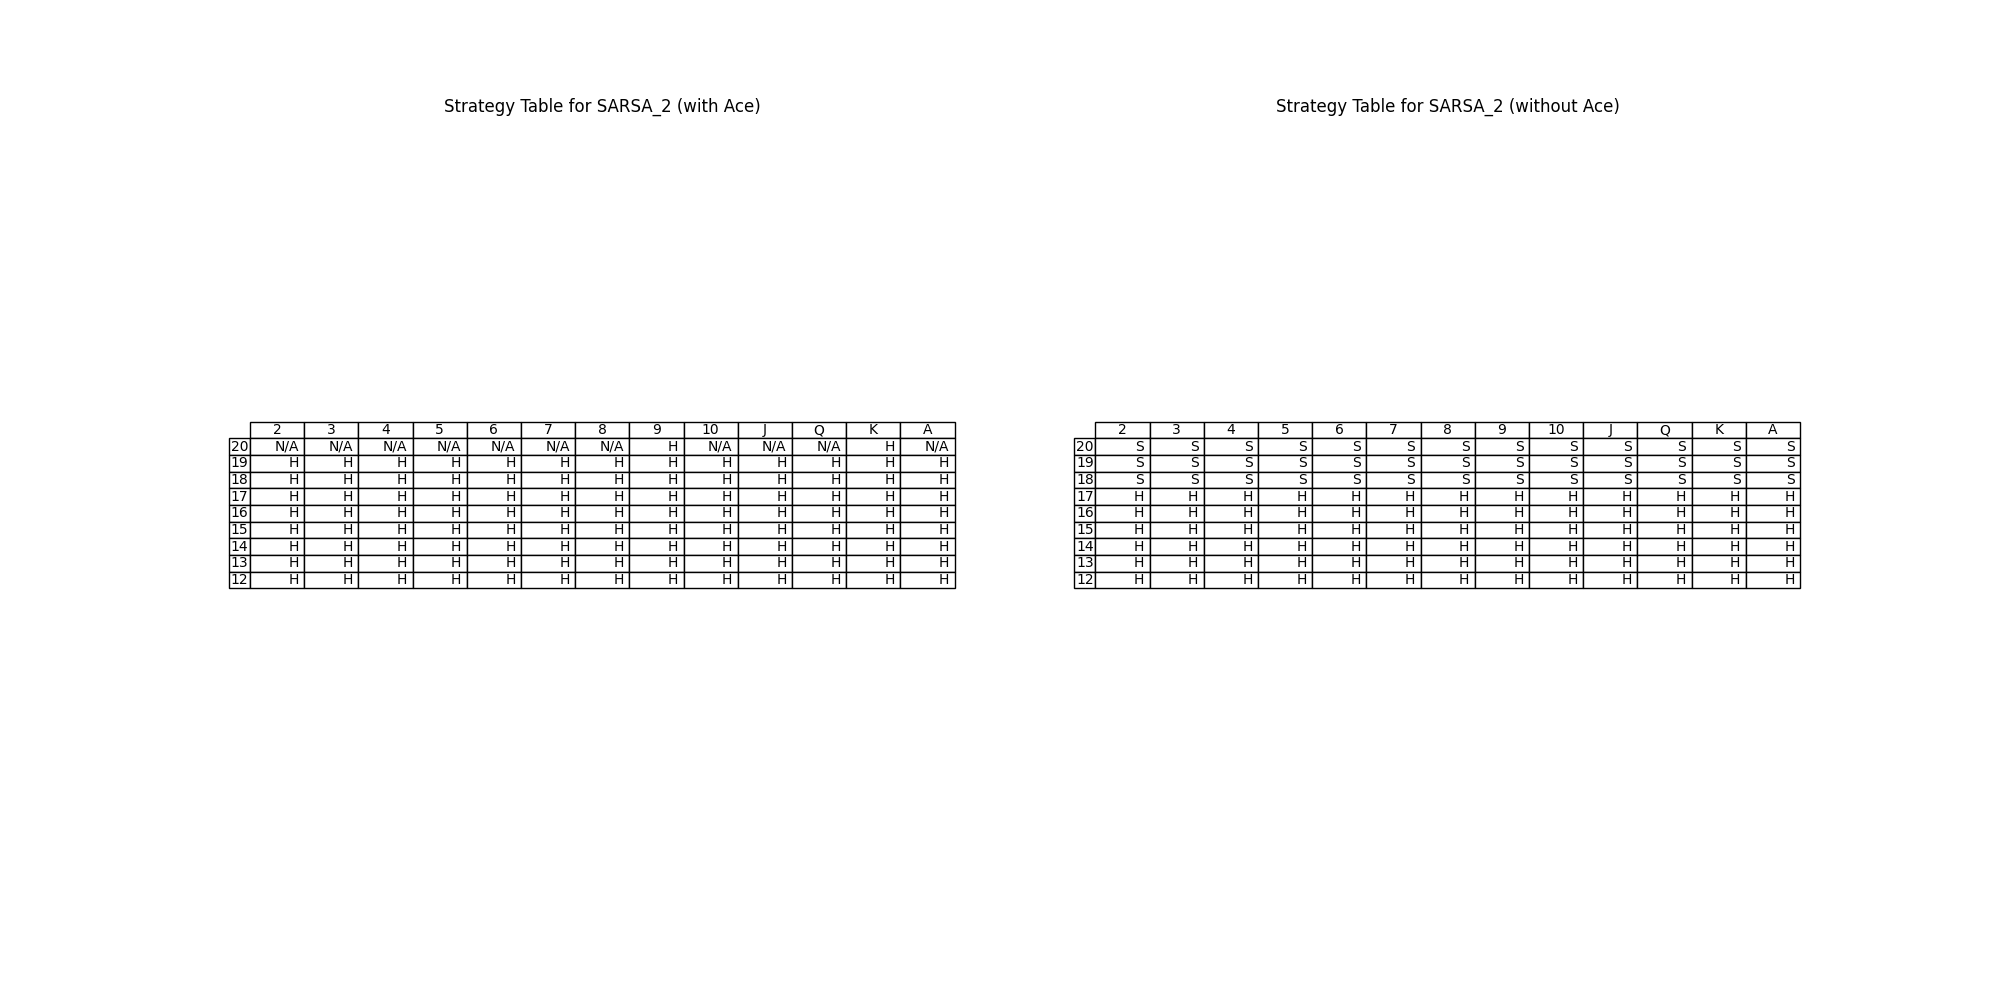 Strategy Table for SARSA_2 (with Ace)
2 3 4 5 6 7 8 9 10 J Q K A
20 N/A N/A N/A N/A N/A N/A N/A H N/A N/A N/A H N/A
19 H H H H H H H H H H H H H
18 H H H H H H H H H H H H H
17 H H H H H H H H H H H H H
16 H H H H H H H H H H H H H
15 H H H H H H H H H H H H H
14 H H H H H H H H H H H H H
13 H H H H H H H H H H H H H
12 H H H H H H H H H H H H H
Strategy Table for SARSA_2 (without Ace)
2 3 4 5 6 7 8 9 10 J Q K A
20 S S S S S S S S S S S S S
19 S S S S S S S S S S S S S
18 S S S S S S S S S S S S S
17 H H H H H H H H H H H H H
16 H H H H H H H H H H H H H
15 H H H H H H H H H H H H H
14 H H H H H H H H H H H H H
13 H H H H H H H H H H H H H
12 H H H H H H H H H H H H H